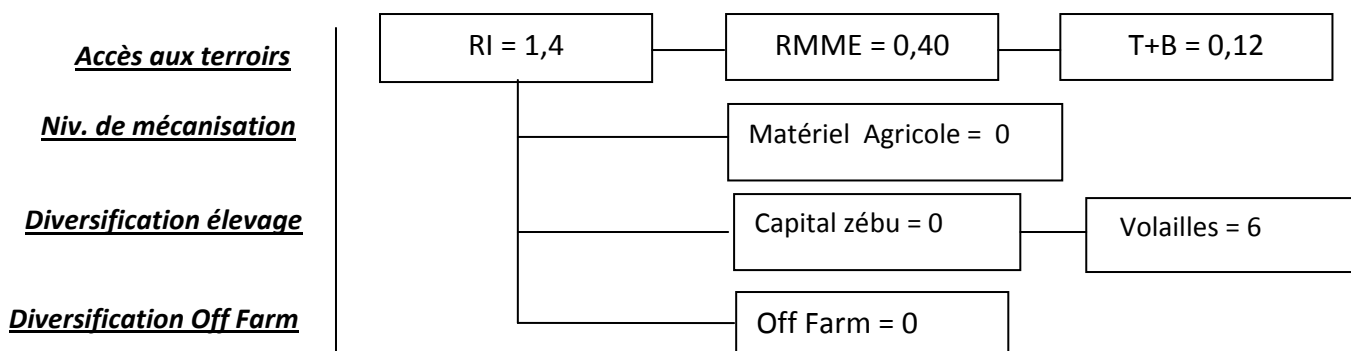 Accès aux terroirs
RI = 1,4
RMME = 0,40
T+B = 0,12
Niv. de mécanisation
Matériel Agricole = 0
Diversification élevage
Capital zébu = 0
Volailles = 6
Diversification Off Farm
Off Farm = 0